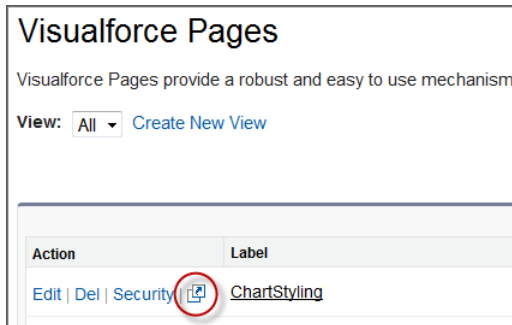 Visualforce Pages
Visualforce Pages provide a robust and easy to use mechanism
View: All Create New View
Action Label
Edit | Del | Security | ChartStyling